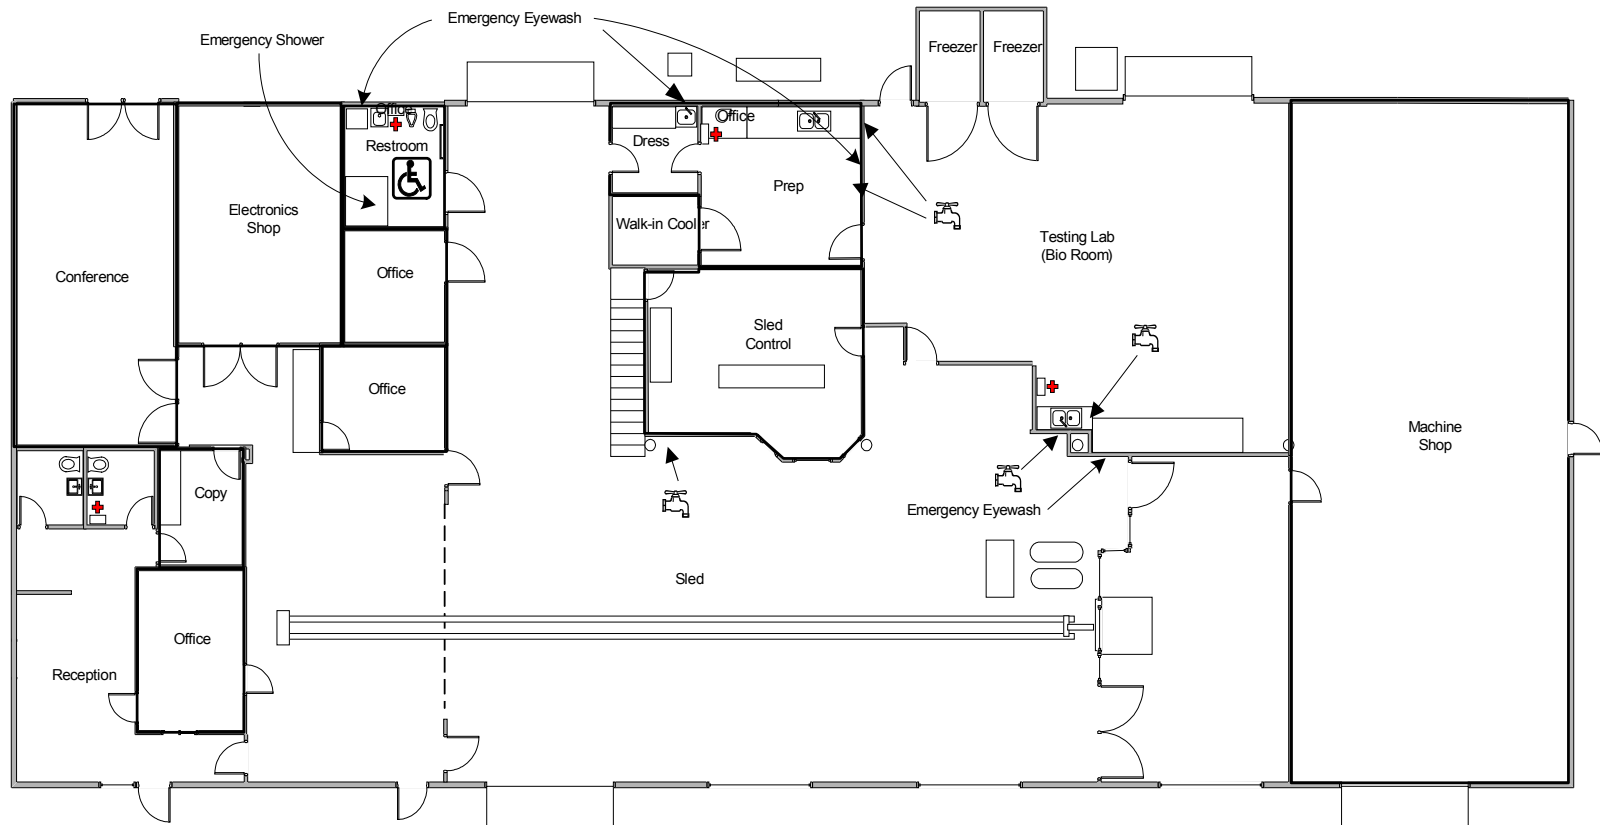 Emergency Eyewash
Emergency Shower
Freezer
Freezer
Office
Office
Restroom
Dress
Prep
Electronics
Shop
Walk-in Cooler
Testing Lab
(Bio Room)
Conference
Office
Sled
Control
Office
Machine
Shop
Copy
Emergency Eyewash
Sled
Office
Reception